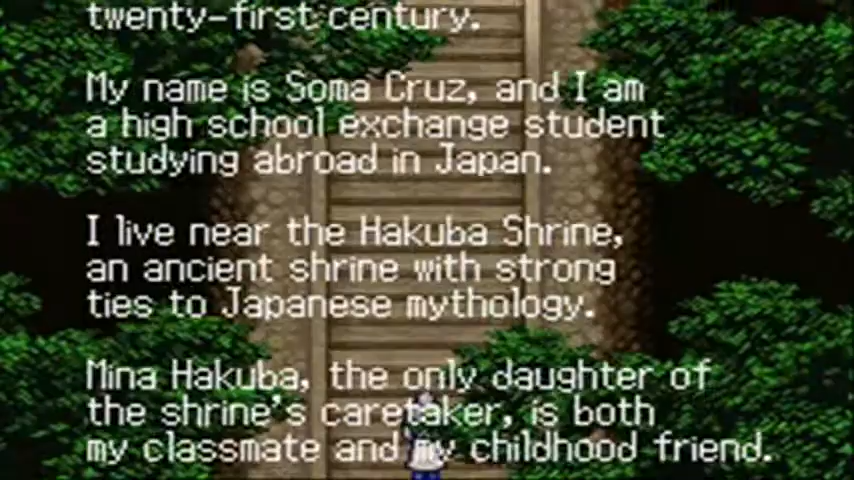 twenty-first century.
My name is Soma Cruz, and I am
a high school exchange student
studying abroad in Japan.
I live near the Hakuba Shrine,
an ancient shrine with strong
ties to Japanese mythology.
Mina Hakuba, the only daughter of
the shrine's caretaker, is both
my classmate and my childhood friend.